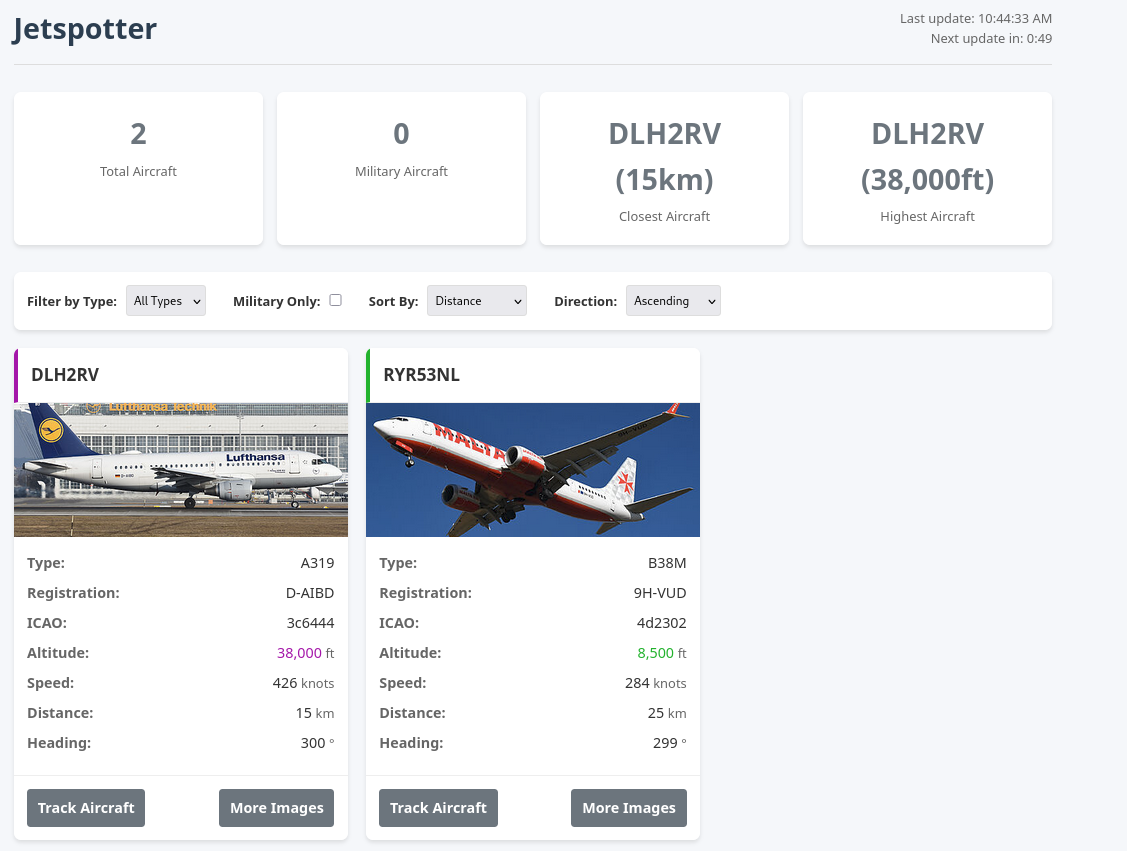 Jetspotter
Last update: 10:44:33 AM
Next update in: 0:49
2
Total Aircraft
0
Military Aircraft
DLH2RV
(15km)
Closest Aircraft
DLH2RV
(38,000ft)
Highest Aircraft
Filter by Type: All Types Military Only: Sort By: Distance Direction: Ascending
DLH2RV
Lufthansa Technik
Lufthansa
Type: A319
Registration: D-AIBD
ICAO: 3c6444
Altitude: 38,000 ft
Speed: 426 knots
Distance: 15 km
Heading: 300 °
Track Aircraft More Images
RYR53NL
MALTA
9H-VUD
Type: B38M
Registration: 9H-VUD
ICAO: 4d2302
Altitude: 8,500 ft
Speed: 284 knots
Distance: 25 km
Heading: 299 °
Track Aircraft More Images